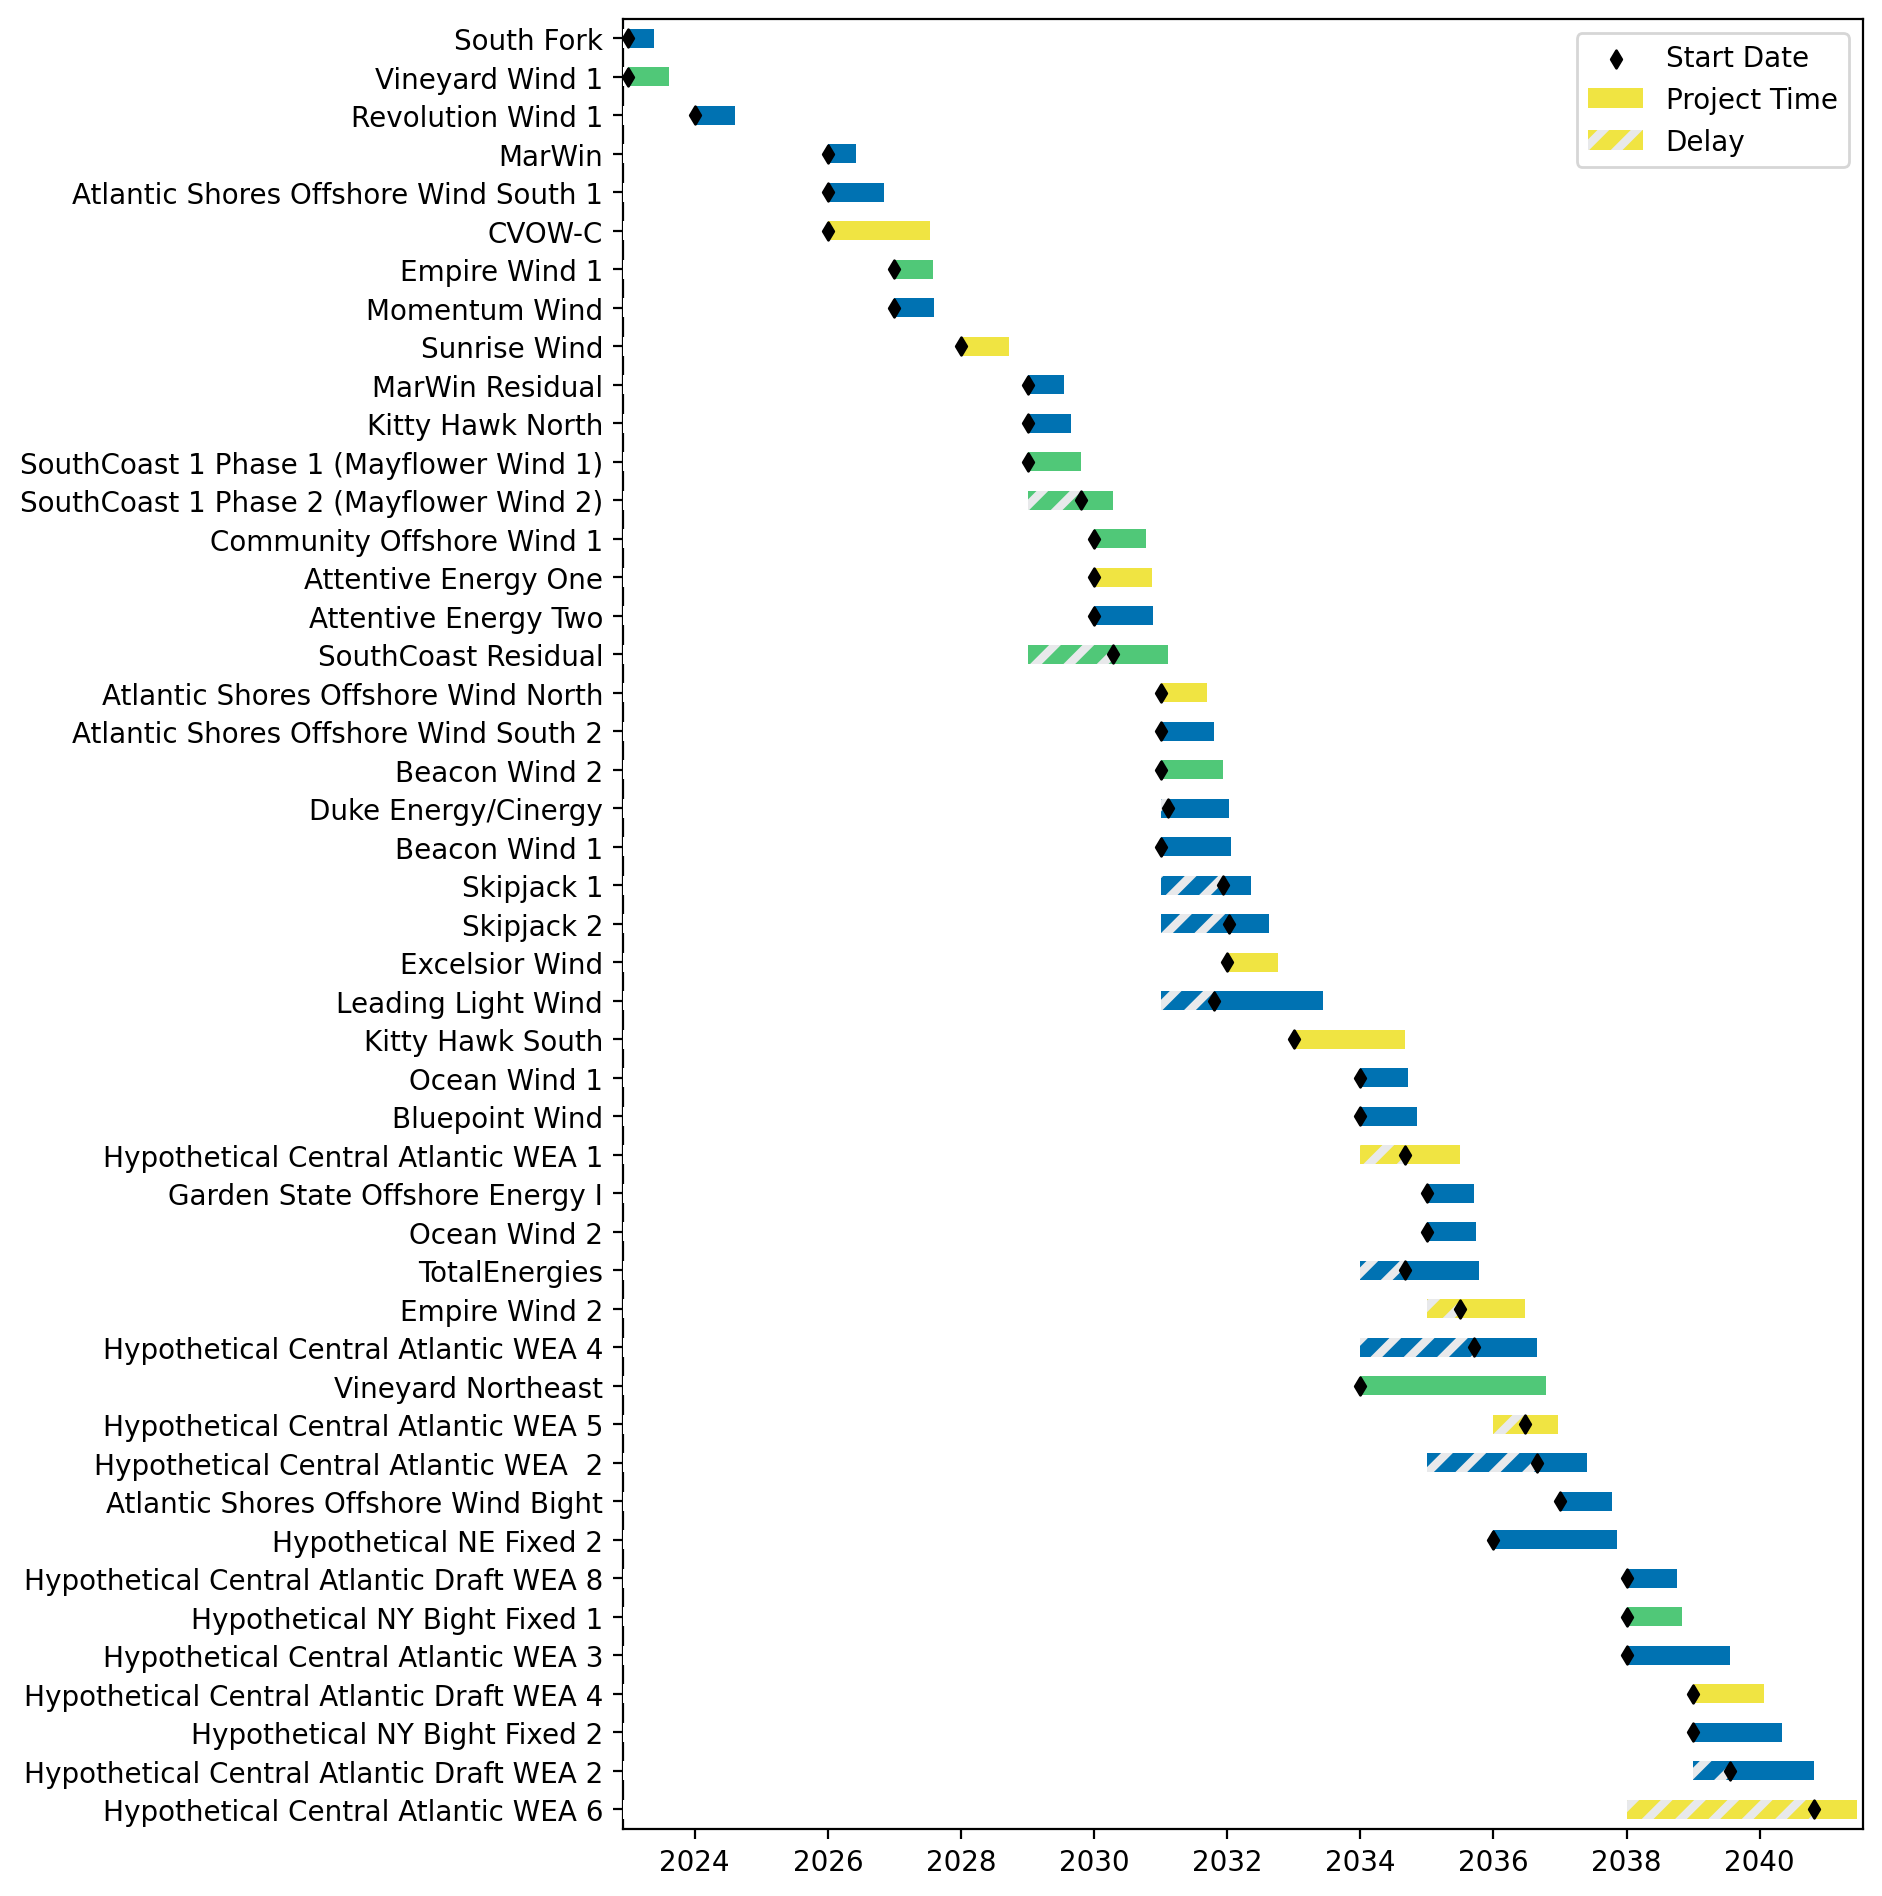 South Fork
Vineyard Wind 1
Revolution Wind 1
MarWin
Atlantic Shores Offshore Wind South 1
CVOW-C
Empire Wind 1
Momentum Wind
Sunrise Wind
MarWin Residual
Kitty Hawk North
SouthCoast 1 Phase 1 (Mayflower Wind 1)
SouthCoast 1 Phase 2 (Mayflower Wind 2)
Community Offshore Wind 1
Attentive Energy One
Attentive Energy Two
SouthCoast Residual
Atlantic Shores Offshore Wind North
Atlantic Shores Offshore Wind South 2
Beacon Wind 2
Duke Energy/Cinergy
Beacon Wind 1
Skipjack 1
Skipjack 2
Excelsior Wind
Leading Light Wind
Kitty Hawk South
Ocean Wind 1
Bluepoint Wind
Hypothetical Central Atlantic WEA 1
Garden State Offshore Energy I
Ocean Wind 2
TotalEnergies
Empire Wind 2
Hypothetical Central Atlantic WEA 4
Vineyard Northeast
Hypothetical Central Atlantic WEA 5
Hypothetical Central Atlantic WEA  2
Atlantic Shores Offshore Wind Bight
Hypothetical NE Fixed 2
Hypothetical Central Atlantic Draft WEA 8
Hypothetical NY Bight Fixed 1
Hypothetical Central Atlantic WEA 3
Hypothetical Central Atlantic Draft WEA 4
Hypothetical NY Bight Fixed 2
Hypothetical Central Atlantic Draft WEA 2
Hypothetical Central Atlantic WEA 6
Start Date
Project Time
Delay
2024 2026 2028 2030 2032 2034 2036 2038 2040